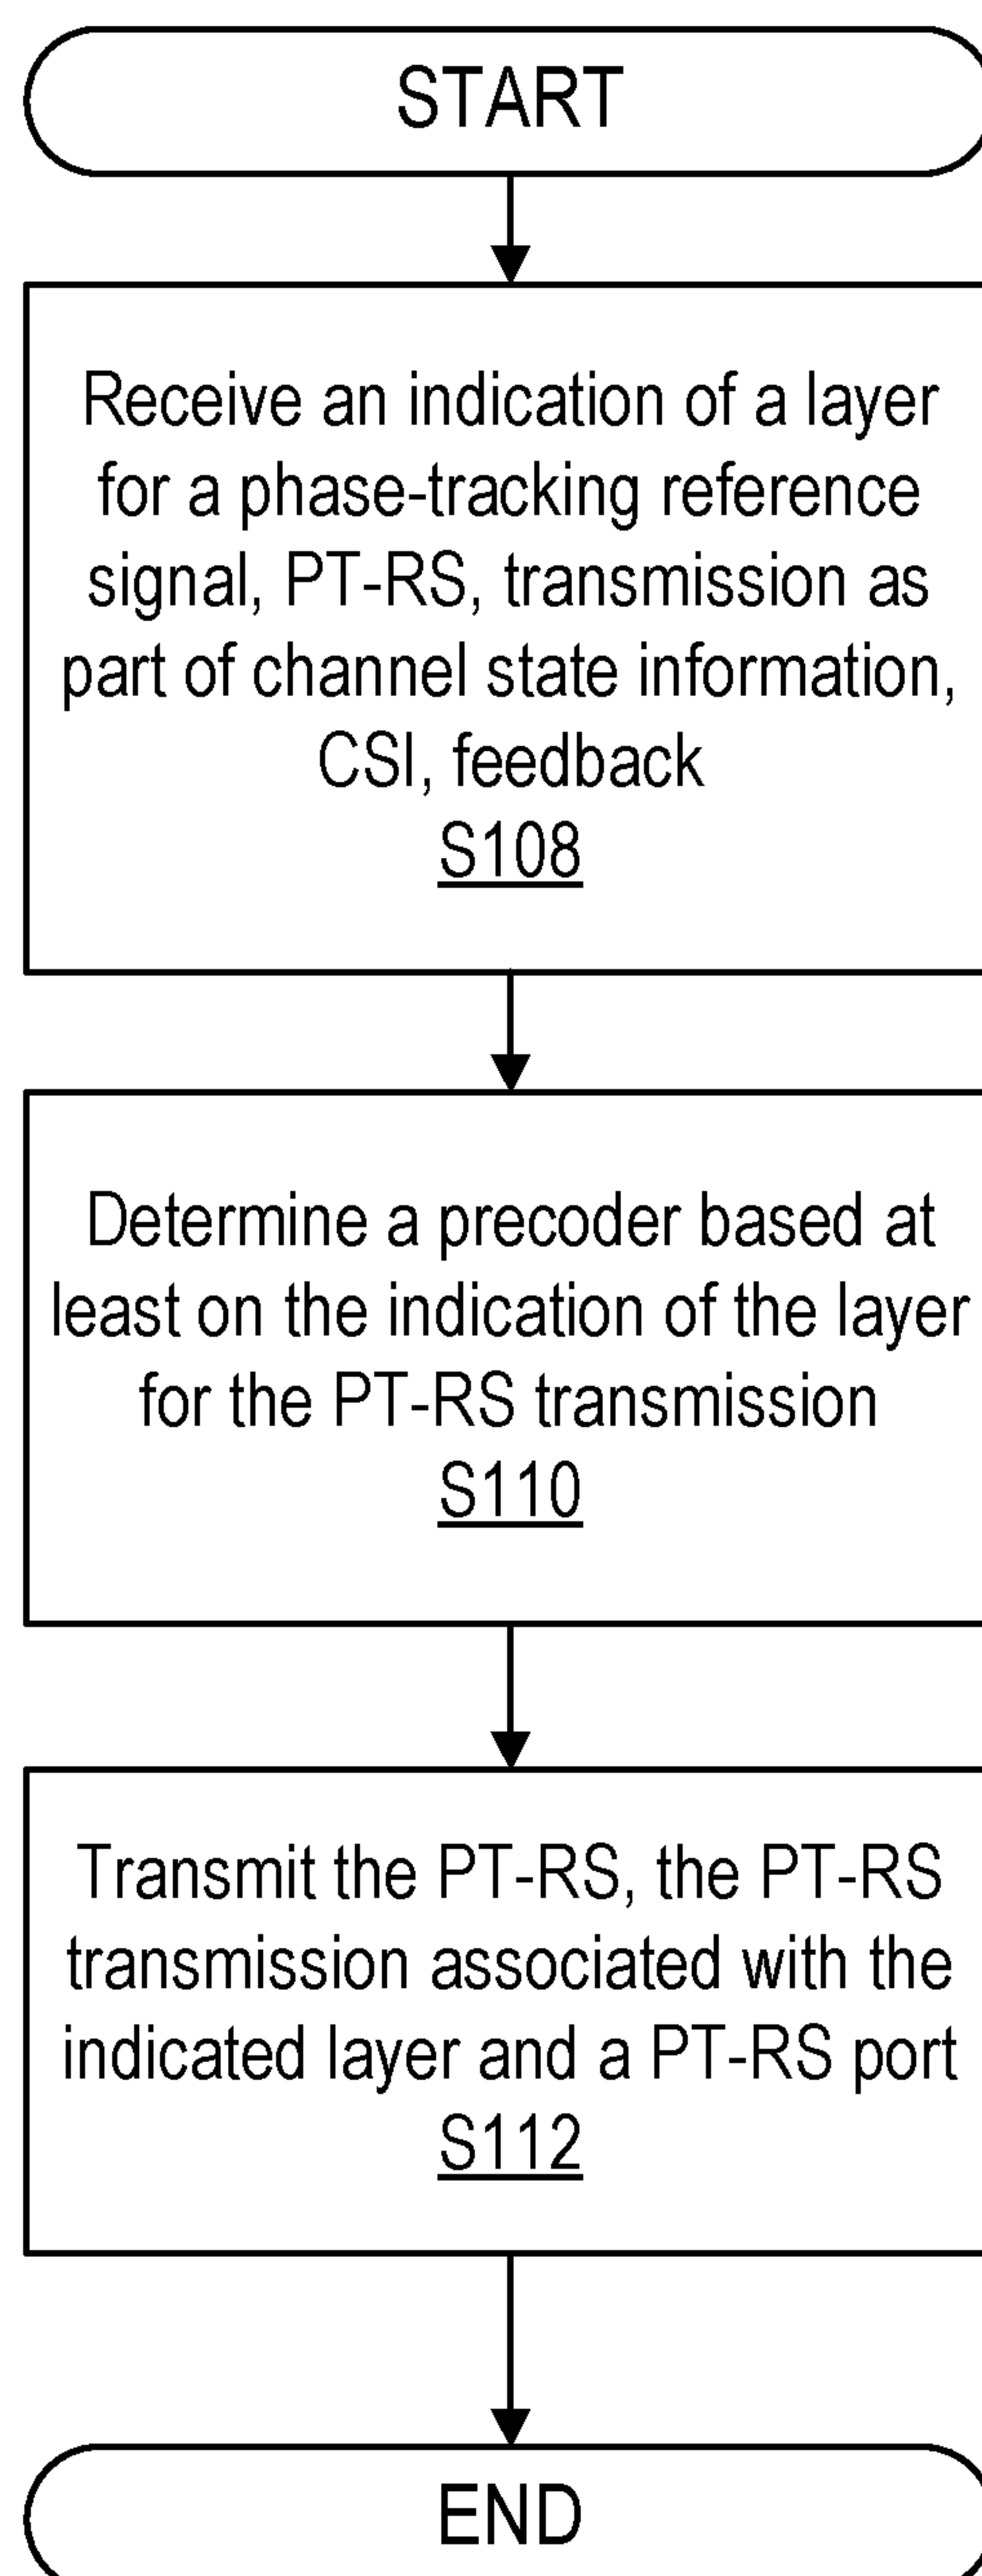 START
Receive an indication of a layer
for a phase-tracking reference
signal, PT-RS, transmission as
part of channel state information,
CSI, feedback
S108
Determine a precoder based at
least on the indication of the layer
for the PT-RS transmission
S110
Transmit the PT-RS, the PT-RS
transmission associated with the
indicated layer and a PT-RS port
S112
END